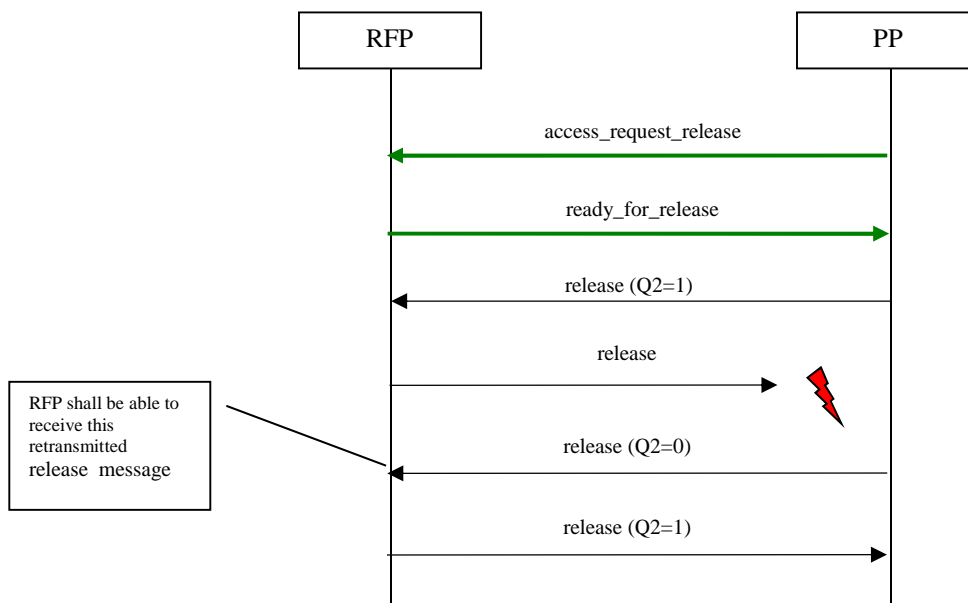 RFP
PP
access_request_release
ready_for_release
release (Q2=1)
release
RFP shall be able to
receive this
retransmitted
release message
release (Q2=0)
release (Q2=1)